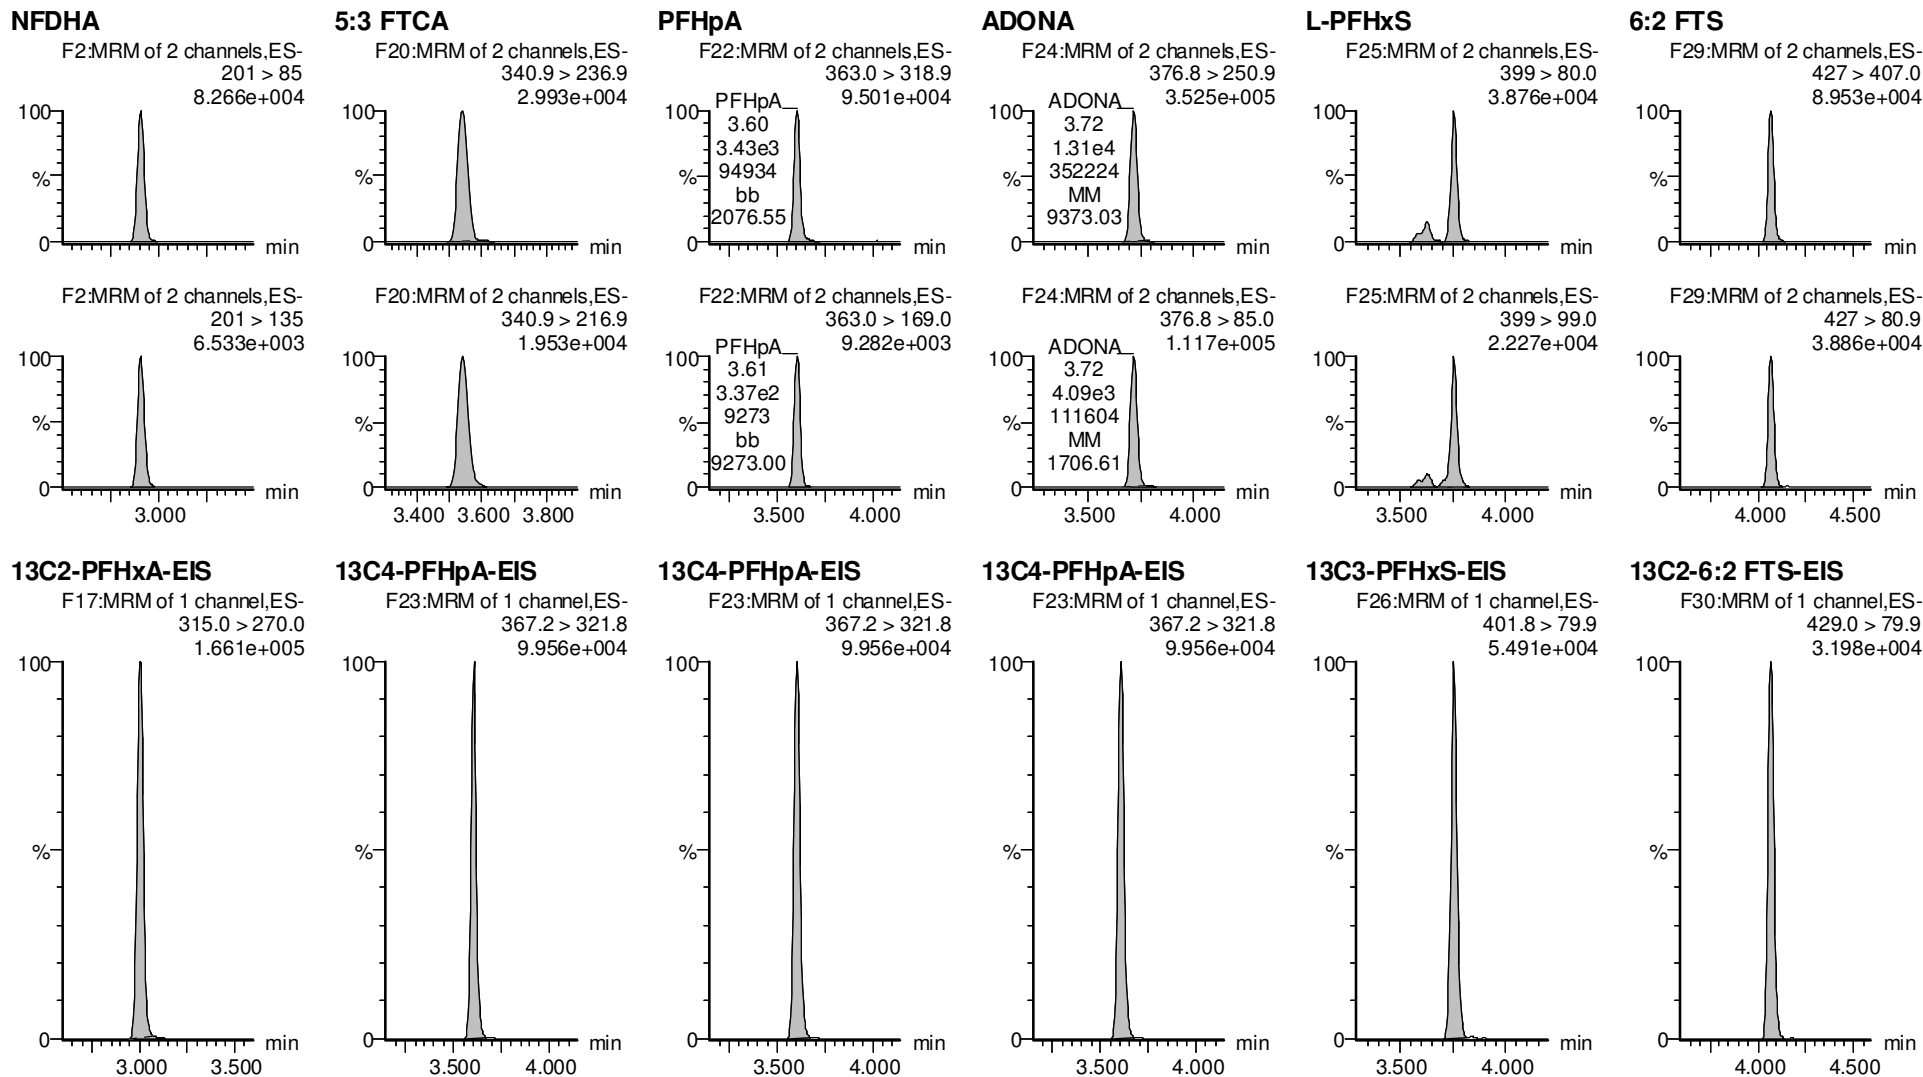 NFDHA
F2:MRM of 2 channels,ES-
201 > 85
8.266e+004
100
%
0
min
5:3 FTCA
F20:MRM of 2 channels,ES-
340.9 > 236.9
2.993e+004
100
%
0
min
PFHpA
F22:MRM of 2 channels,ES-
363.0 > 318.9
9.501e+004
PFHpA
3.60
3.43e3
94934
bb
2076.55
100
%
0
min
ADONA
F24:MRM of 2 channels,ES-
376.8 > 250.9
3.525e+005
ADONA
3.72
1.31e4
352224
MM
9373.03
100
%
0
min
L-PFHxS
F25:MRM of 2 channels,ES-
399 > 80.0
3.876e+004
100
%
0
min
6:2 FTS
F29:MRM of 2 channels,ES-
427 > 407.0
8.953e+004
100
%
0
min
F2:MRM of 2 channels,ES-
201 > 135
6.533e+003
100
%
0
min
3.000
F20:MRM of 2 channels,ES-
340.9 > 216.9
1.953e+004
100
%
0
min
3.400 3.600 3.800
F22:MRM of 2 channels,ES-
363.0 > 169.0
9.282e+003
PFHpA
3.61
3.37e2
9273
bb
9273.00
100
%
0
min
3.500 4.000
F24:MRM of 2 channels,ES-
376.8 > 85.0
1.117e+005
ADONA
3.72
4.09e3
111604
MM
1706.61
100
%
0
min
3.500 4.000
F25:MRM of 2 channels,ES-
399 > 99.0
2.227e+004
100
%
0
min
3.500 4.000
F29:MRM of 2 channels,ES-
427 > 80.9
3.886e+004
100
%
0
min
4.000 4.500
13C2-PFHxA-EIS
F17:MRM of 1 channel,ES-
315.0 > 270.0
1.661e+005
100
%
0
min
3.000 3.500
13C4-PFHpA-EIS
F23:MRM of 1 channel,ES-
367.2 > 321.8
9.956e+004
100
%
0
min
3.500 4.000
13C4-PFHpA-EIS
F23:MRM of 1 channel,ES-
367.2 > 321.8
9.956e+004
100
%
0
min
3.500 4.000
13C4-PFHpA-EIS
F23:MRM of 1 channel,ES-
367.2 > 321.8
9.956e+004
100
%
0
min
3.500 4.000
13C3-PFHxS-EIS
F26:MRM of 1 channel,ES-
401.8 > 79.9
5.491e+004
100
%
0
min
3.500 4.000
13C2-6:2 FTS-EIS
F30:MRM of 1 channel,ES-
429.0 > 79.9
3.198e+004
100
%
0
min
4.000 4.500